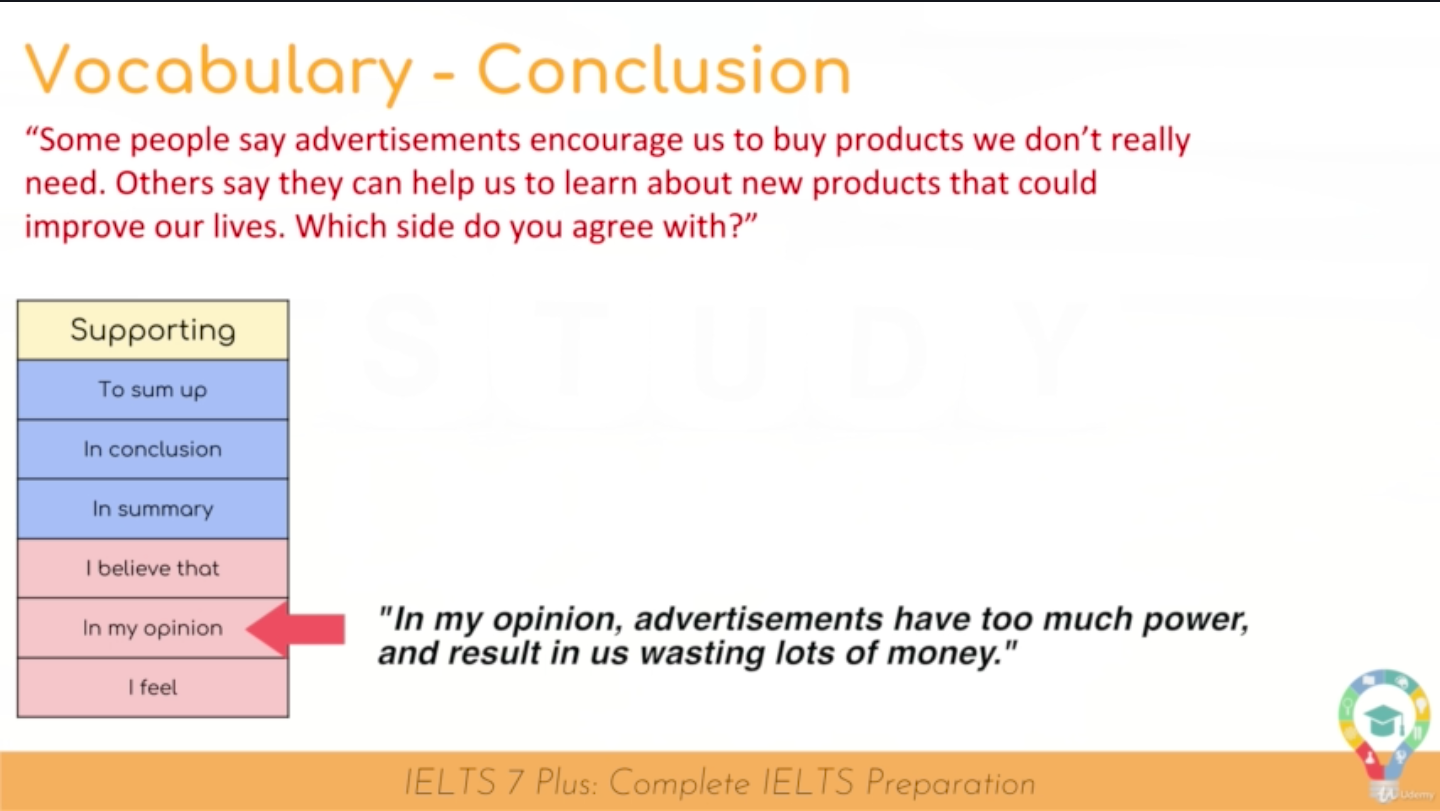 Vocabulary - Conclusion
“Some people say advertisements encourage us to buy products we don’t really
need. Others say they can help us to learn about new products that could
improve our lives. Which side do you agree with?”
STUDY
Supporting
To sum up
In conclusion
In summary
I believe that
In my opinion
"In my opinion, advertisements have too much power,
and result in us wasting lots of money."
I feel
IELTS 7 Plus: Complete IELTS Preparation
Udemy